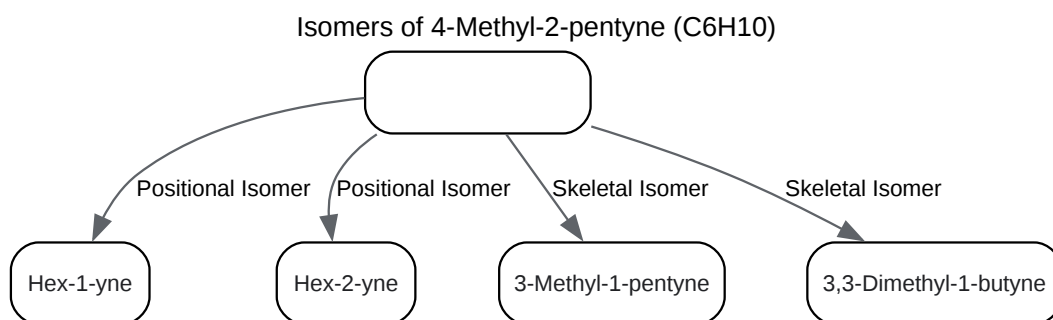 Isomers of 4-Methyl-2-pentyne (C6H10)
Positional Isomer
Positional Isomer
Skeletal Isomer
Skeletal Isomer
Hex-1-yne
Hex-2-yne
3-Methyl-1-pentyne
3,3-Dimethyl-1-butyne